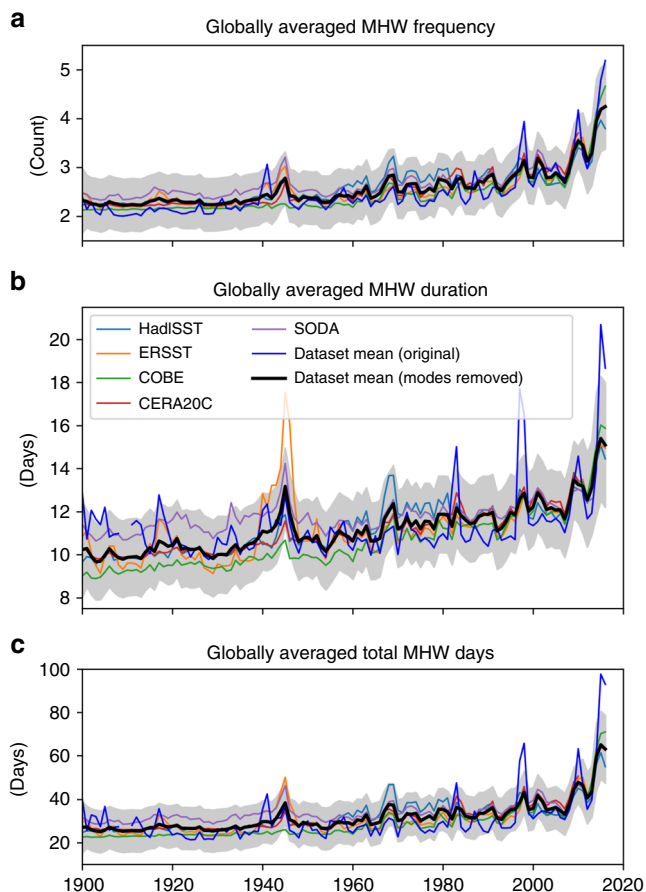 a
Globally averaged MHW frequency
(Count)
5
4
3
2
b
Globally averaged MHW duration
(Days)
20
18
16
14
12
10
8
HadISST
ERSST
COBE
CERA20C
SODA
Dataset mean (original)
Dataset mean (modes removed)
c
Globally averaged total MHW days
(Days)
100
80
60
40
20
1900 1920 1940 1960 1980 2000 2020